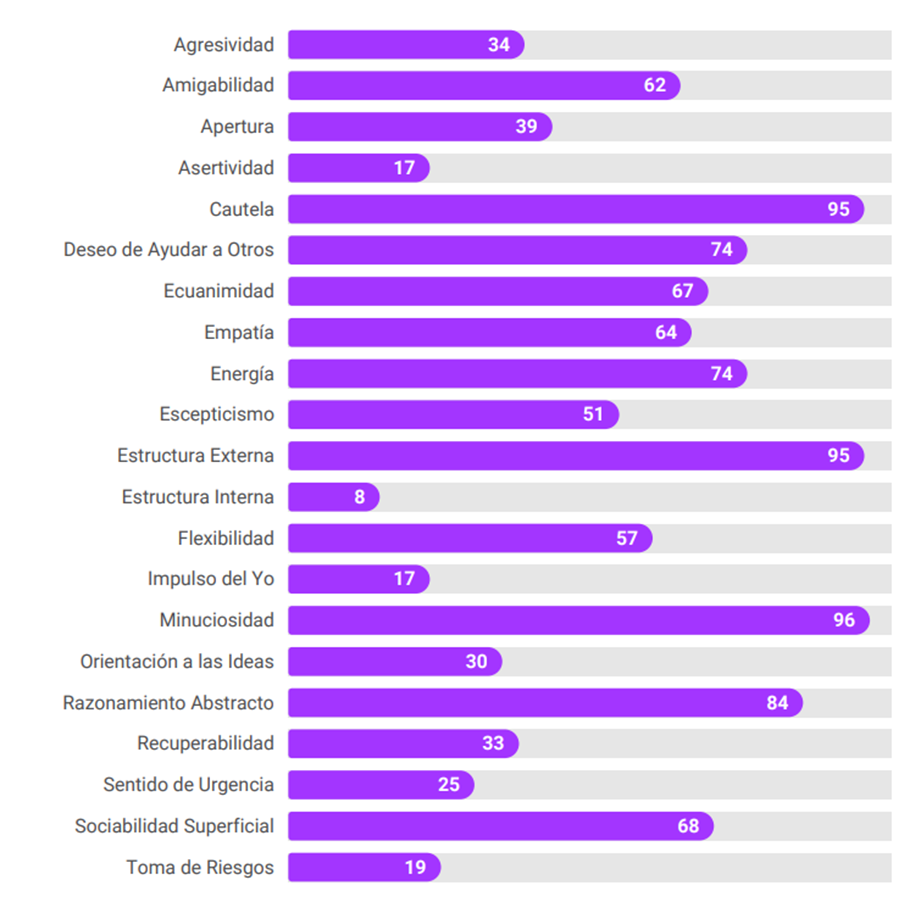 Agresividad 34
Amigabilidad 62
Apertura 39
Asertividad 17
Cautela 95
Deseo de Ayudar a Otros 74
Ecuanimidad 67
Empatía 64
Energía 74
Escepticismo 51
Estructura Externa 95
Estructura Interna 8
Flexibilidad 57
Impulso del Yo 17
Minuciosidad 96
Orientación a las Ideas 30
Razonamiento Abstracto 84
Recuperabilidad 33
Sentido de Urgencia 25
Sociabilidad Superficial 68
Toma de Riesgos 19